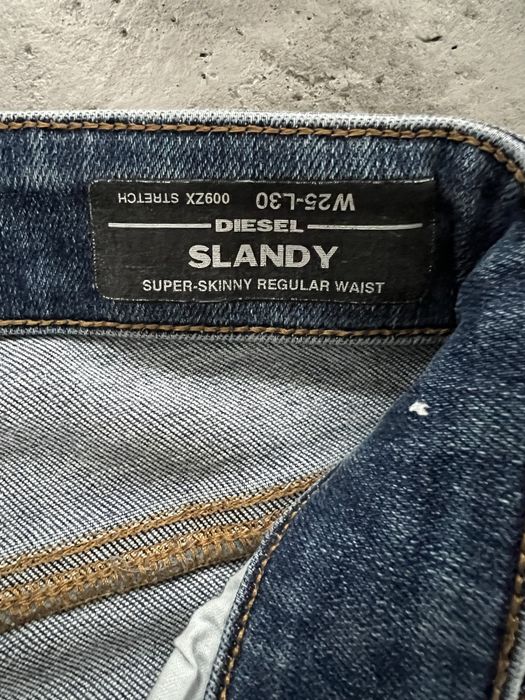 W25-L30 009ZX STRETCH
DIESEL
SLANDY
SUPER-SKINNY REGULAR WAIST